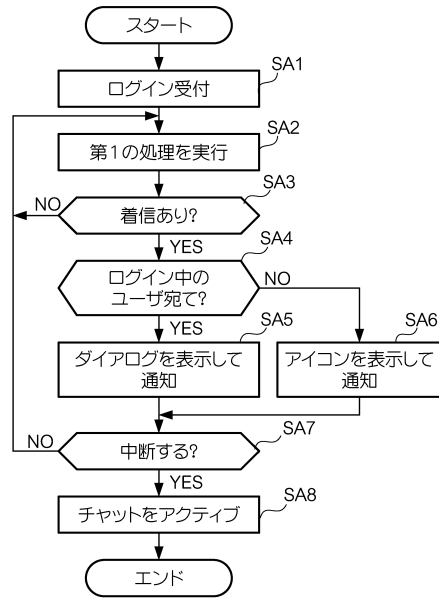 スタート
SA1
ログイン受付
SA2
第1の処理を実行
SA3
着信あり?
NO
YES
SA4
ログイン中の
ユーザ宛て?
NO
YES
SA5
ダイアログを表示して
通知
SA6
アイコンを表示して
通知
SA7
中断する?
NO
YES
SA8
チャットをアクティブ
エンド